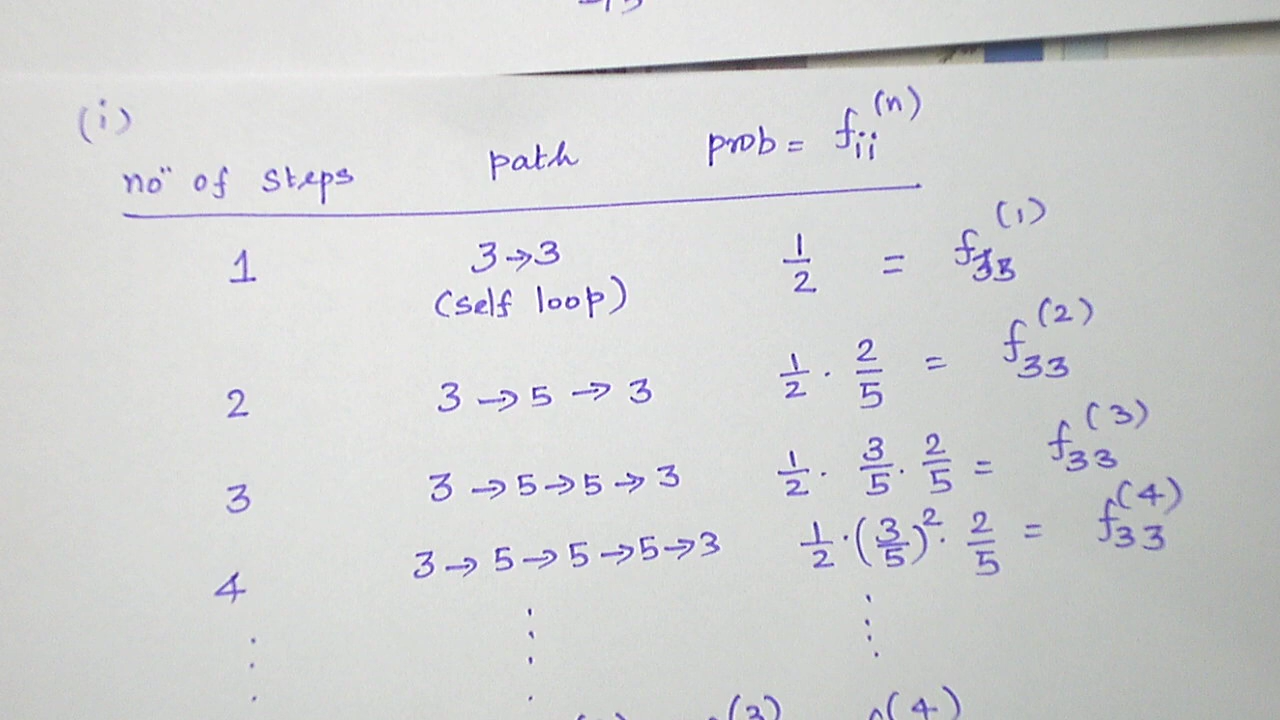 (i)
no" of steps path prob = f_ii^(n)
1 3→3 (self loop) 1/2 = f_33^(1)
2 3→5→3 1/2 · 2/5 = f_33^(2)
3 3→5→5→3 1/2 · 3/5 · 2/5 = f_33^(3)
4 3→5→5→5→3 1/2 · (3/5)^2 · 2/5 = f_33^(4)
⋮ ⋮ ⋮
(3) (4)